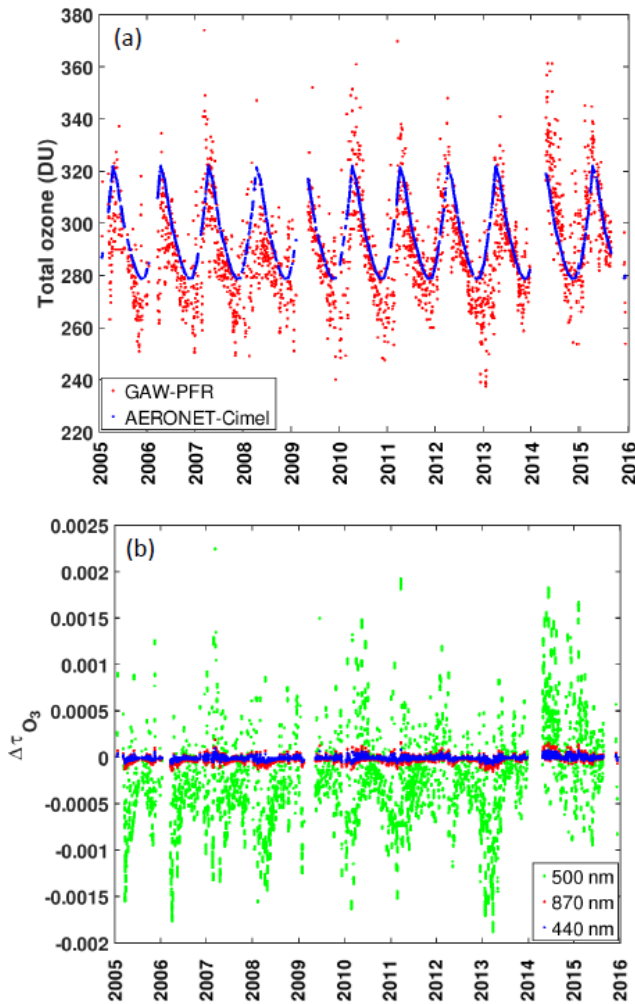 (a)
380
360
340
320
300
280
260
240
220
Total ozone (DU)
GAW-PFR
AERONET-Cimel
2005 2006 2007 2008 2009 2010 2011 2012 2013 2014 2015 2016
(b)
0.0025
0.002
0.0015
0.001
0.0005
0
-0.0005
-0.001
-0.0015
-0.002
Δτ O3
500 nm
870 nm
440 nm
2005 2006 2007 2008 2009 2010 2011 2012 2013 2014 2015 2016